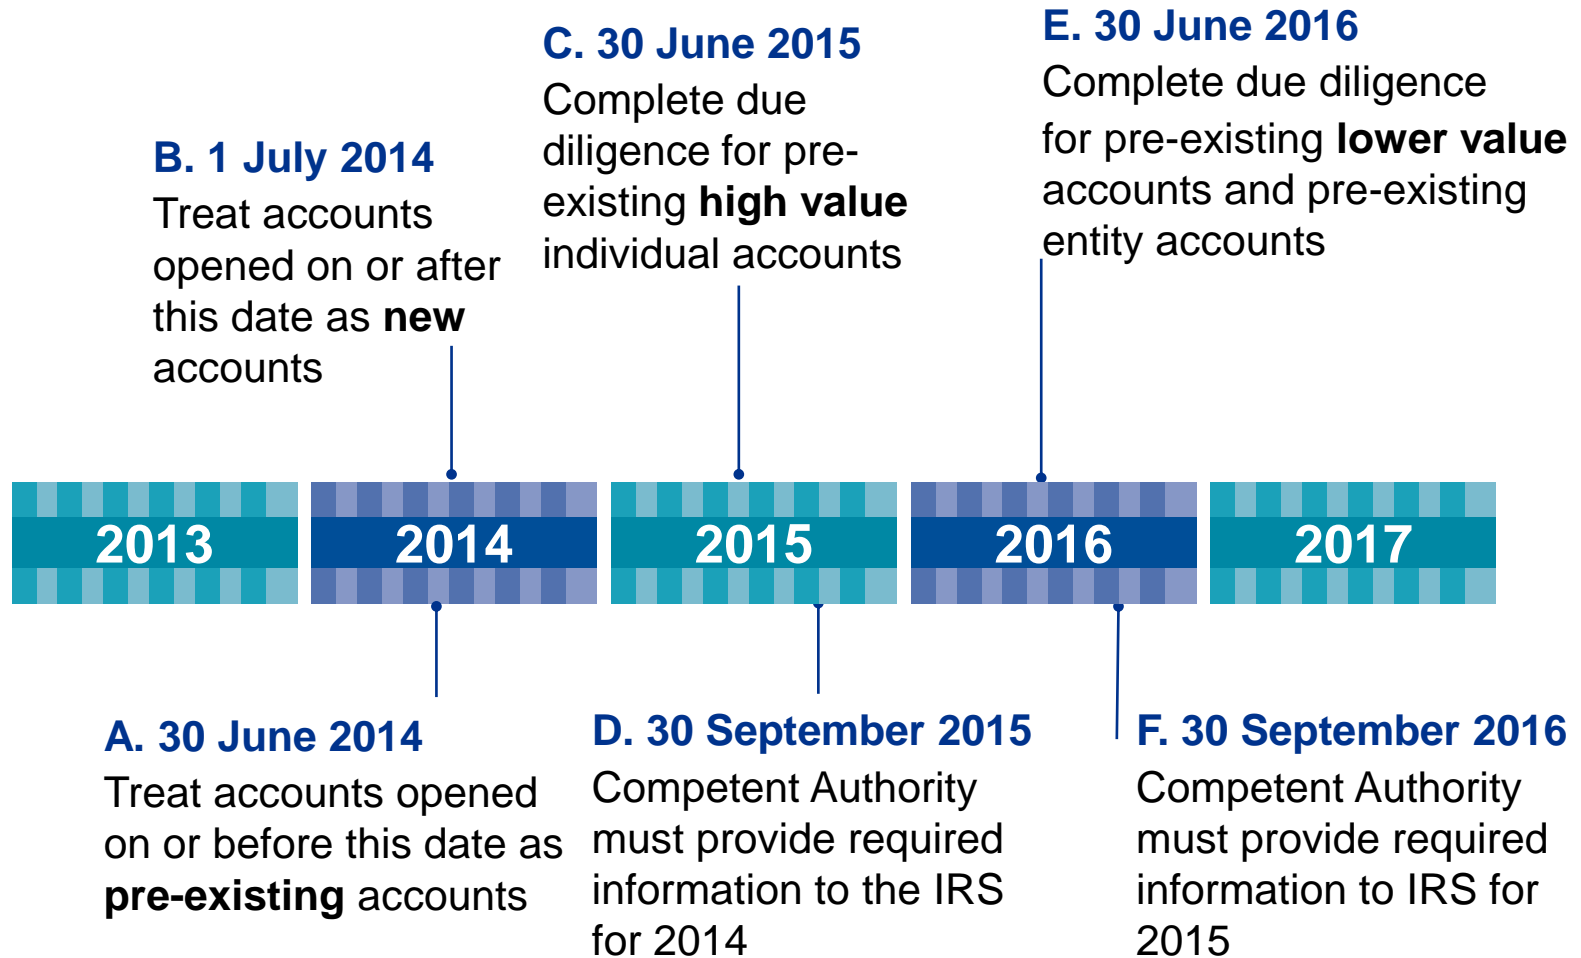 B. 1 July 2014
Treat accounts
opened on or after
this date as new
accounts
C. 30 June 2015
Complete due
diligence for pre-
existing high value
individual accounts
E. 30 June 2016
Complete due diligence
for pre-existing lower value
accounts and pre-existing
entity accounts
2013
2014
2015
2016
2017
A. 30 June 2014
Treat accounts opened
on or before this date as
pre-existing accounts
D. 30 September 2015
Competent Authority
must provide required
information to the IRS
for 2014
F. 30 September 2016
Competent Authority
must provide required
information to IRS for
2015